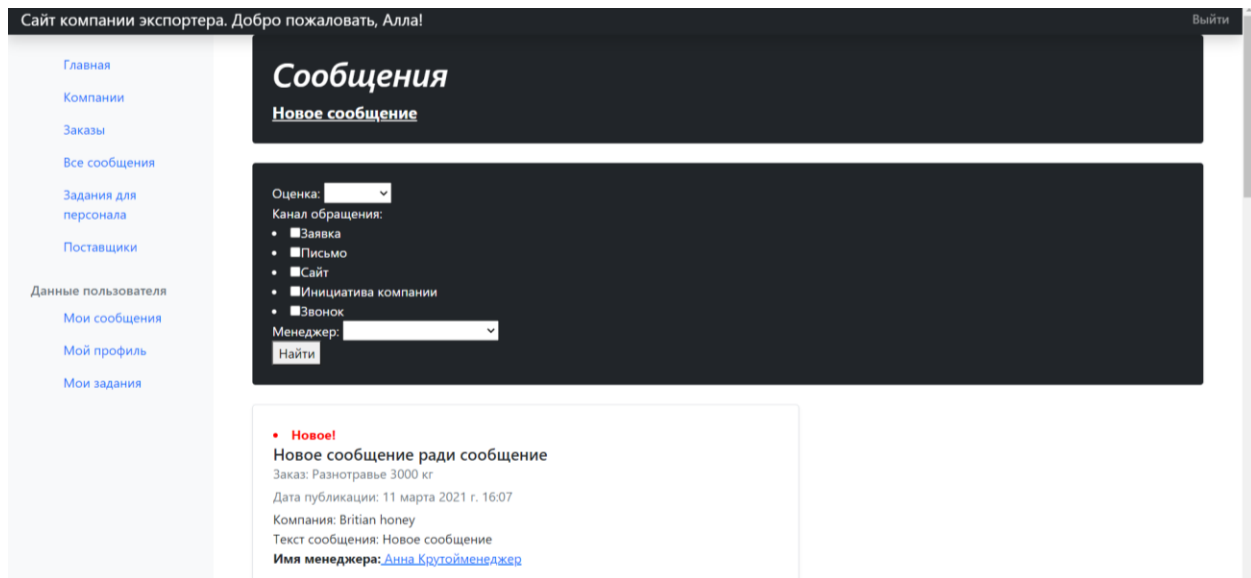 Сайт компании экспортера. Добро пожаловать, Алла!
Выйти
Главная
Компании
Заказы
Все сообщения
Задания для
персонала
Поставщики
Данные пользователя
Мои сообщения
Мой профиль
Мои задания
Сообщения
Новое сообщение
Оценка:
Канал обращения:
• Заявка
• Письмо
• Сайт
• Инициатива компании
• Звонок
Менеджер:
Найти
• Новое!
Новое сообщение ради сообщение
Заказ: Разнотравье 3000 кг
Дата публикации: 11 марта 2021 г. 16:07
Компания: Britian honey
Текст сообщения: Новое сообщение
Имя менеджера: Анна Крутойменеджер